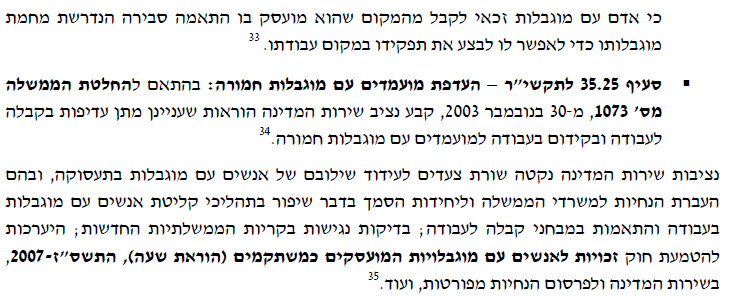 כי אדם עם מוגבלות זכאי לקבל מהמקום שהוא מועסק בו התאמה סבירה הנדרשת מחמת
מוגבלותו כדי לאפשר לו לבצע את תפקידו במקום עבודתו. 33
▪ סעיף 35.25 לתקשי״ר – העדפת מועמדים עם מוגבלות חמורה: בהתאם להחלטת הממשלה
מס׳ 1073, מ-30 בנובמבר 2003, קבע נציב שירות המדינה הוראות שעניינן מתן עדיפות בקבלה
לעבודה ובקידום בעבודה למועמדים עם מוגבלות חמורה.34
נציבות שירות המדינה נקטה שורת צעדים לעידוד שילובם של אנשים עם מוגבלות בתעסוקה, ובהם
העברת הנחיות למשרדי הממשלה וליחידות הסמך בדבר שיפור בתהליכי קליטת אנשים עם מוגבלות
בעבודה והתאמות במבחני קבלה לעבודה; בדיקות נגישות בקריות הממשלתיות החדשות; היערכות
להטמעת חוק זכויות לאנשים עם מוגבלויות המועסקים כמשתקמים (הוראת שעה), התשס״ז-2007,
בשירות המדינה ולפרסום הנחיות מפורטות, ועוד.35